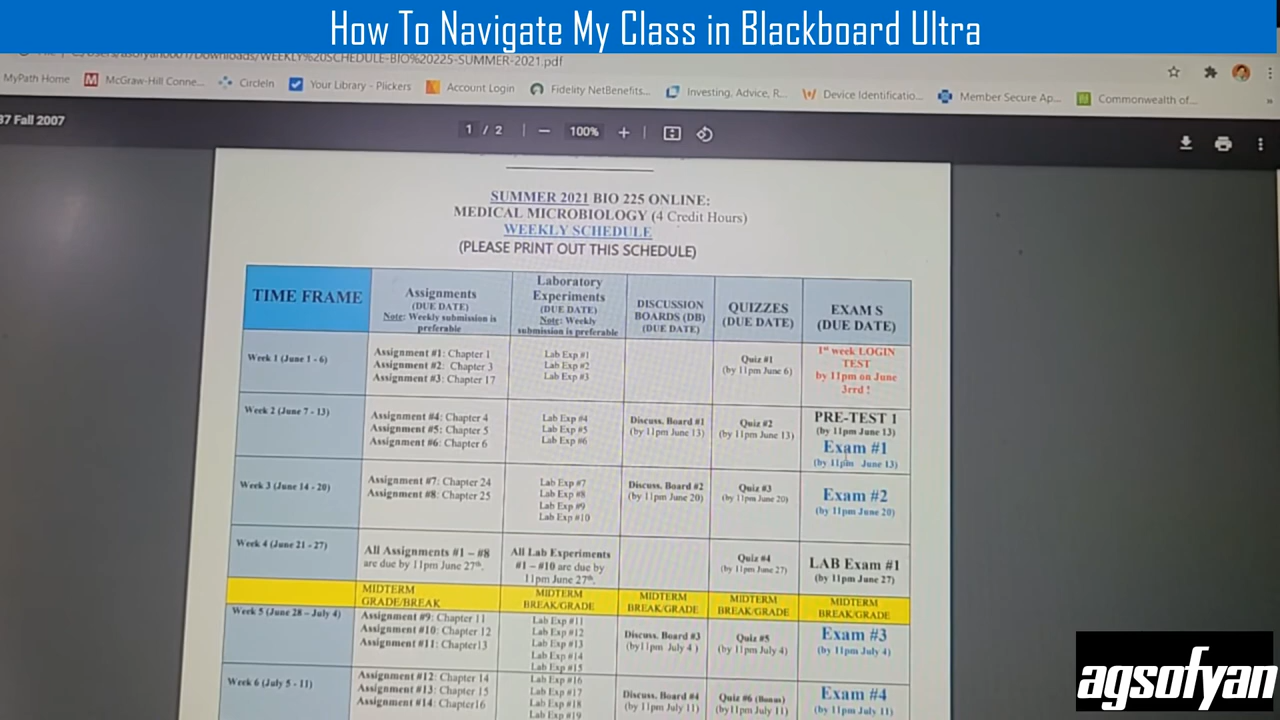 How To Navigate My Class in Blackboard Ultra
WEEKLY%20SCHEDULE-BIO%20225-SUMMER-2021.pdf
MyPath Home
McGraw-Hill Conne...
CircleIn
Your Library - Plickers
Account Login
Fidelity NetBenefits...
Investing, Advice, R...
Device Identificatio...
Member Secure Ap...
Commonwealth of...
»
37 Fall 2007
1 / 2
100%
SUMMER 2021 BIO 225 ONLINE:
MEDICAL MICROBIOLOGY (4 Credit Hours)
WEEKLY SCHEDULE
(PLEASE PRINT OUT THIS SCHEDULE)
TIME FRAME
Assignments
(DUE DATE)
Note: Weekly submission is
preferable
Laboratory
Experiments
(DUE DATE)
Note: Weekly
submission is preferable
DISCUSSION
BOARDS (DB)
(DUE DATE)
QUIZZES
(DUE DATE)
EXAM S
(DUE DATE)
Week 1 (June 1 - 6)
Assignment #1: Chapter 1
Assignment #2: Chapter 3
Assignment #3: Chapter 17
Lab Exp #1
Lab Exp #2
Lab Exp #3
Quiz #1
(by 11pm June 6)
1st week LOGIN
TEST
by 11pm on June
3rrd !
Week 2 (June 7 - 13)
Assignment #4: Chapter 4
Assignment #5: Chapter 5
Assignment #6: Chapter 6
Lab Exp #4
Lab Exp #5
Lab Exp #6
Discuss. Board #1
(by 11pm June 13)
Quiz #2
(by 11pm June 13)
PRE-TEST 1
(by 11pm June 13)
Exam #1
(by 11pm June 13)
Week 3 (June 14 - 20)
Assignment #7: Chapter 24
Assignment #8: Chapter 25
Lab Exp #7
Lab Exp #8
Lab Exp #9
Lab Exp #10
Discuss. Board #2
(by 11pm June 20)
Quiz #3
(by 11pm June 20)
Exam #2
(by 11pm June 20)
Week 4 (June 21 - 27)
All Assignments #1 – #8
are due by 11pm June 27th.
All Lab Experiments
#1 – #10 are due by
11pm June 27th.
Quiz #4
(by 11pm June 27)
LAB Exam #1
(by 11pm June 27)
MIDTERM
GRADE/BREAK
MIDTERM
BREAK/GRADE
MIDTERM
BREAK/GRADE
MIDTERM
BREAK/GRADE
MIDTERM
BREAK/GRADE
Week 5 (June 28 – July 4)
Assignment #9: Chapter 11
Assignment #10: Chapter 12
Assignment #11: Chapter13
Lab Exp #11
Lab Exp #12
Lab Exp #13
Lab Exp #14
Lab Exp #15
Discuss. Board #3
(by11pm July 4 )
Quiz #5
(by 11pm July 4)
Exam #3
(by 11pm July 4)
Week 6 (July 5 - 11)
Assignment #12: Chapter 14
Assignment #13: Chapter 15
Assignment #14: Chapter16
Lab Exp #16
Lab Exp #17
Lab Exp #18
Lab Exp #19
Discuss. Board #4
(by 11pm July 11)
Quiz #6 (Bonus)
(by11pm July 11)
Exam #4
(by 11pm July 11)
agsofyan